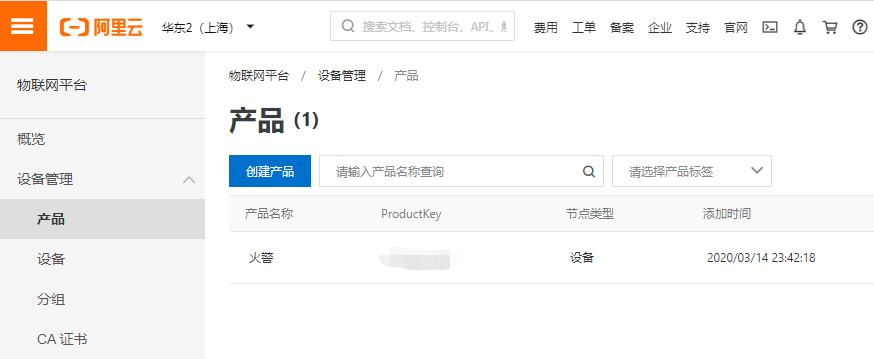 阿里云 华东2（上海） 搜索文档、控制台、API、 费用 工单 备案 企业 支持 官网
物联网平台
概览
设备管理
产品
设备
分组
CA 证书
物联网平台 / 设备管理 / 产品
产品 (1)
创建产品 请输入产品名称查询 请选择产品标签
产品名称 ProductKey 节点类型 添加时间
火警 设备 2020/03/14 23:42:18